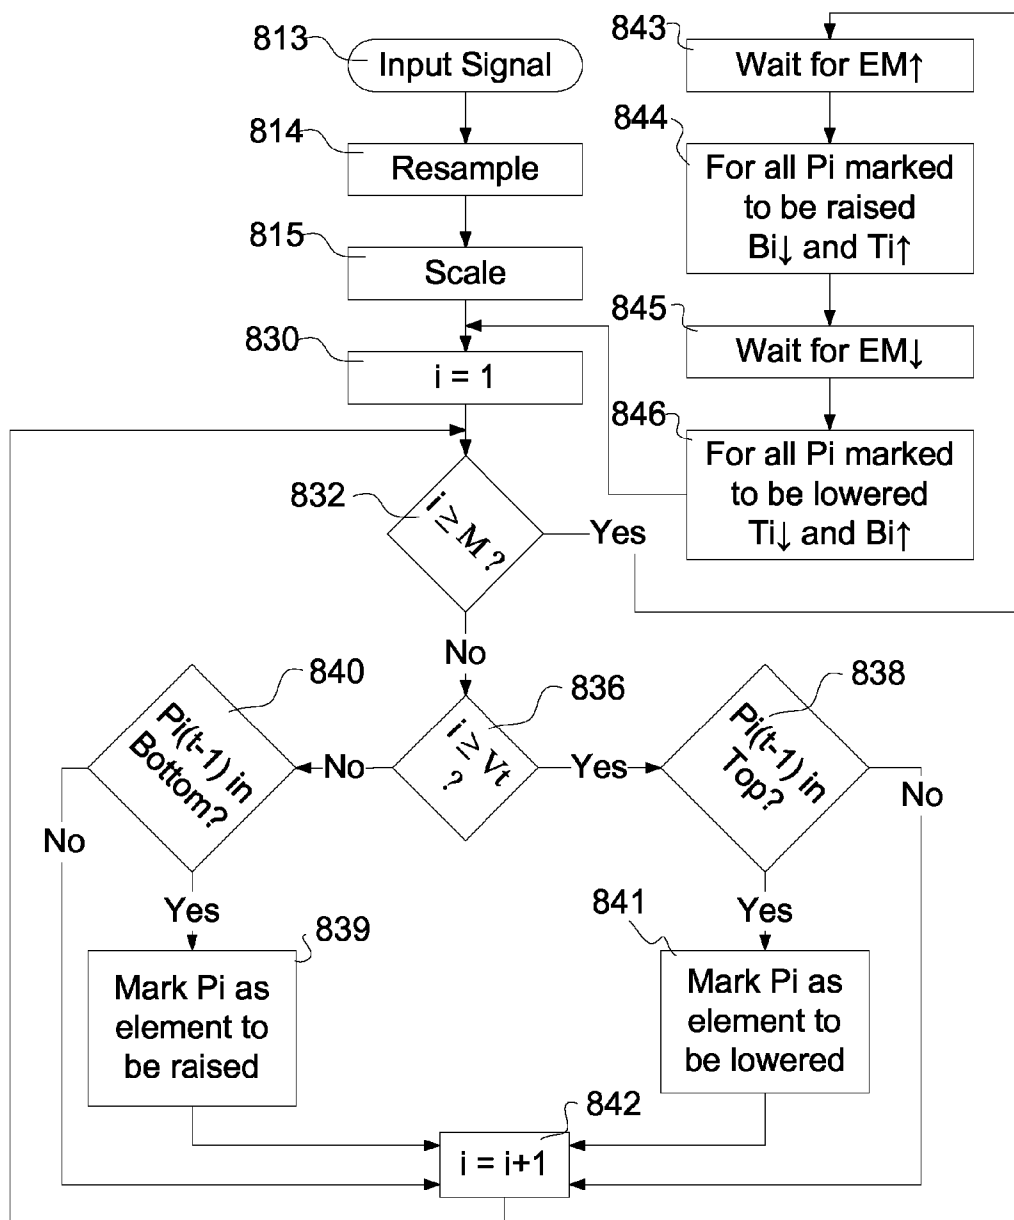 813
Input Signal
814
Resample
815
Scale
830
i = 1
832
i ≥ M ?
Yes
No
836
i ≥ Vt
?
No
Yes
840
Pi(t-1) in
Bottom?
No
Yes
839
Mark Pi as
element to
be raised
838
Pi(t-1) in
Top?
No
Yes
841
Mark Pi as
element to
be lowered
842
i = i+1
843
Wait for EM↑
844
For all Pi marked
to be raised
Bi↓ and Ti↑
845
Wait for EM↓
846
For all Pi marked
to be lowered
Ti↓ and Bi↑